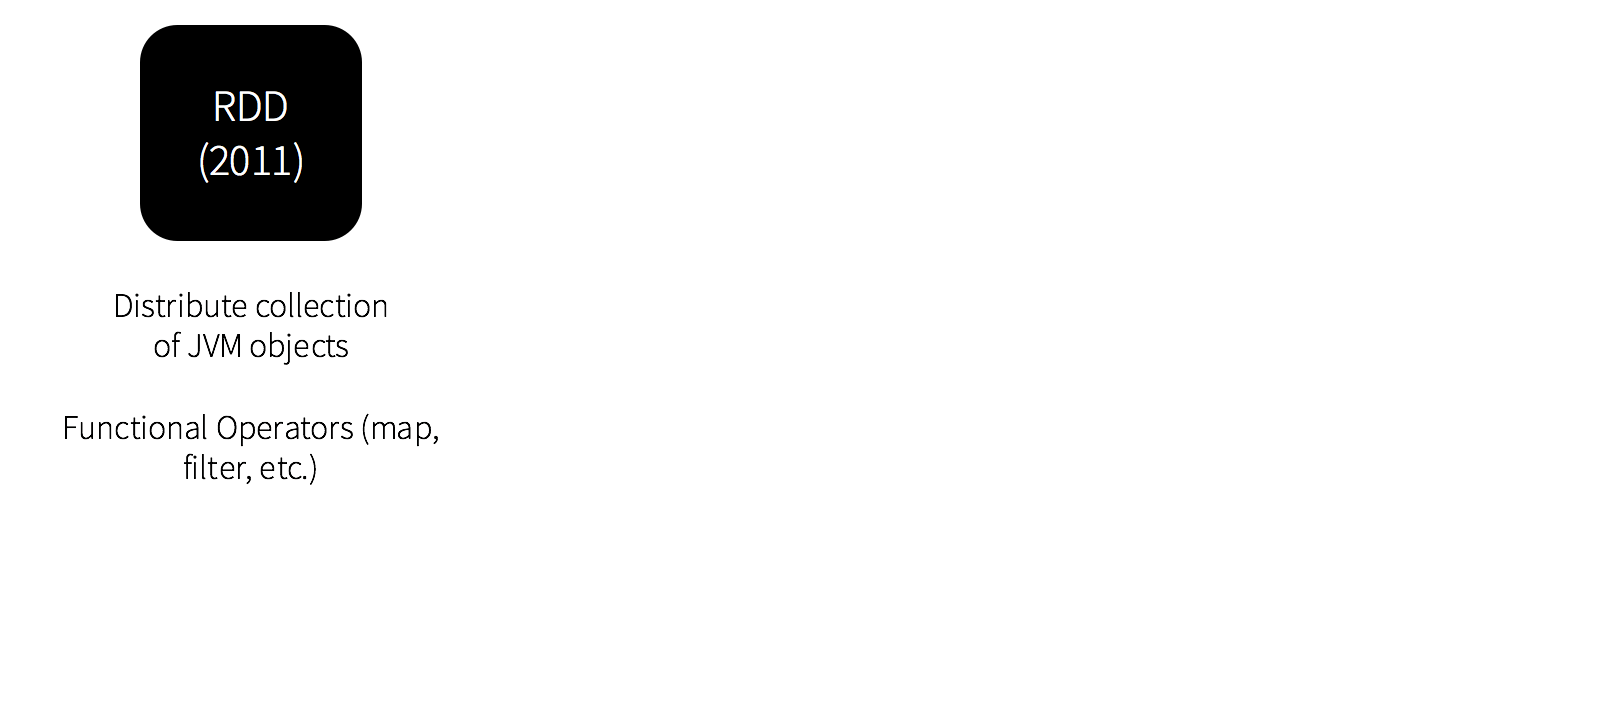 RDD
(2011)
Distribute collection
of JVM objects
Functional Operators (map,
filter, etc.)